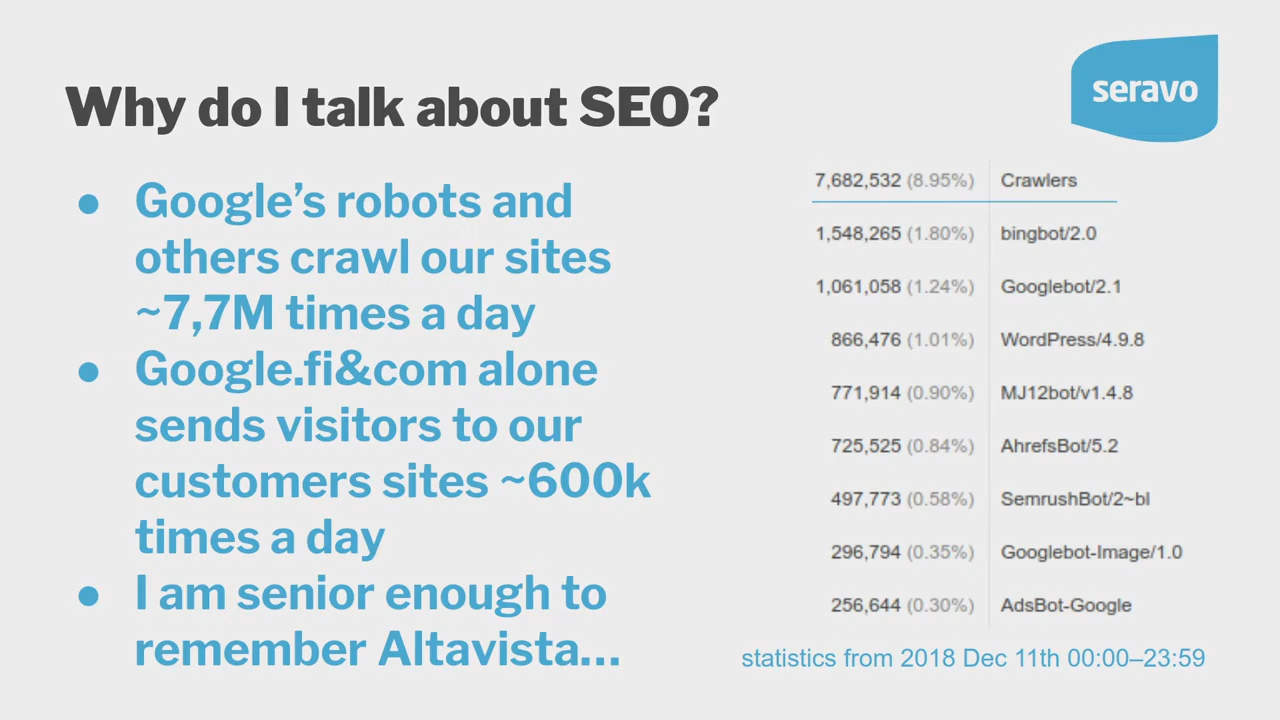 Why do I talk about SEO?
seravo
● Google's robots and
others crawl our sites
~7,7M times a day
● Google.fi&com alone
sends visitors to our
customers sites ~600k
times a day
● I am senior enough to
remember Altavista...
7,682,532 (8.95%) Crawlers
1,548,265 (1.80%) bingbot/2.0
1,061,058 (1.24%) Googlebot/2.1
866,476 (1.01%) WordPress/4.9.8
771,914 (0.90%) MJ12bot/v1.4.8
725,525 (0.84%) AhrefsBot/5.2
497,773 (0.58%) SemrushBot/2~bl
296,794 (0.35%) Googlebot-Image/1.0
256,644 (0.30%) AdsBot-Google
statistics from 2018 Dec 11th 00:00–23:59